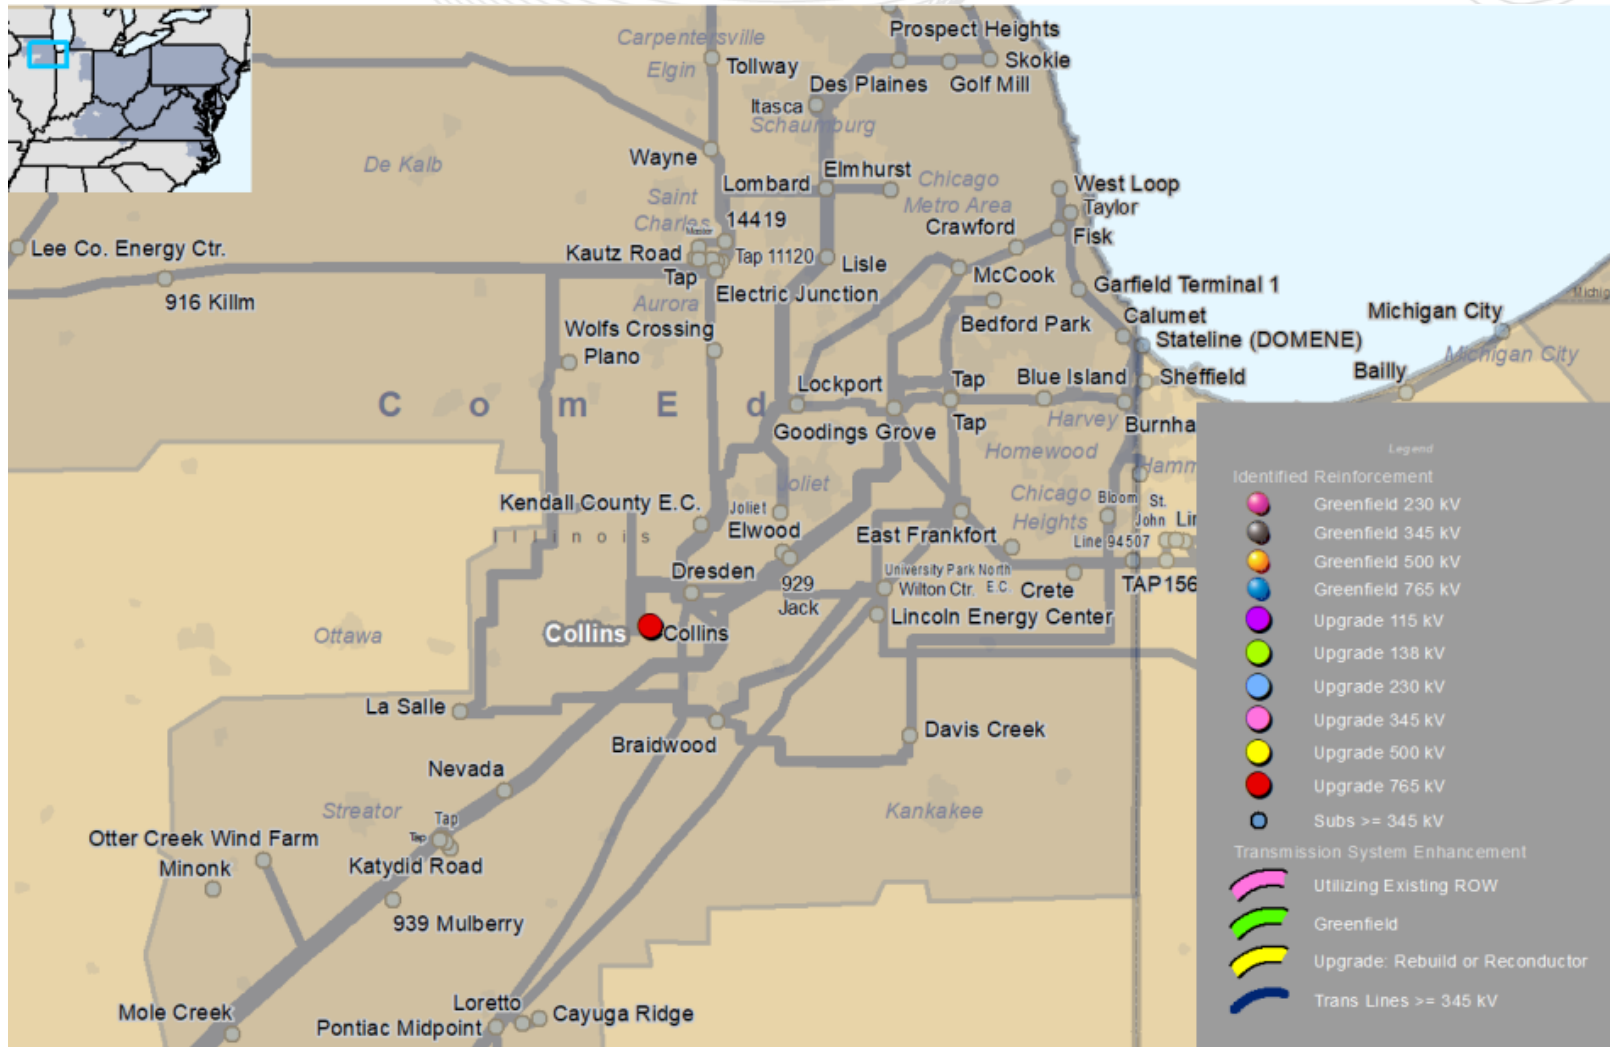 Prospect Heights
Carpentersville
Elgin
Tollway
Skokie
Des Plaines
Golf Mill
Itasca
Schaumburg
De Kalb
Wayne
Lombard
Elmhurst
Chicago
Metro Area
West Loop
Taylor
Saint
Charles
14419
Crawford
Fisk
Lee Co. Energy Ctr.
Kautz Road
Tap 11120
Lisle
McCook
Tap
Garfield Terminal 1
916 Killm
Aurora
Electric Junction
Bedford Park
Calumet
Michigan City
Michig
Wolfs Crossing
Stateline (DOMENE)
Plano
Michigan City
Lockport
Tap
Blue Island
Sheffield
Bailly
C o m E d
Goodings Grove
Tap
Harvey
Burnha
Homewood
Hamm
Joliet
Kendall County E.C.
Joliet
Chicago
Heights
Bloom
St.
John
Lin
Illinois
Elwood
East Frankfort
Line 94507
Dresden
929
Jack
University Park North
E.C.
Wilton Ctr.
Crete
TAP156
Lincoln Energy Center
Ottawa
Collins
Collins
La Salle
Braidwood
Davis Creek
Nevada
Streator
Tap
Tap
Kankakee
Otter Creek Wind Farm
Minonk
Katydid Road
939 Mulberry
Mole Creek
Loretto
Pontiac Midpoint
Cayuga Ridge
Legend
Identified Reinforcement
Greenfield 230 kV
Greenfield 345 kV
Greenfield 500 kV
Greenfield 765 kV
Upgrade 115 kV
Upgrade 138 kV
Upgrade 230 kV
Upgrade 345 kV
Upgrade 500 kV
Upgrade 765 kV
Subs >= 345 kV
Transmission System Enhancement
Utilizing Existing ROW
Greenfield
Upgrade: Rebuild or Reconductor
Trans Lines >= 345 kV